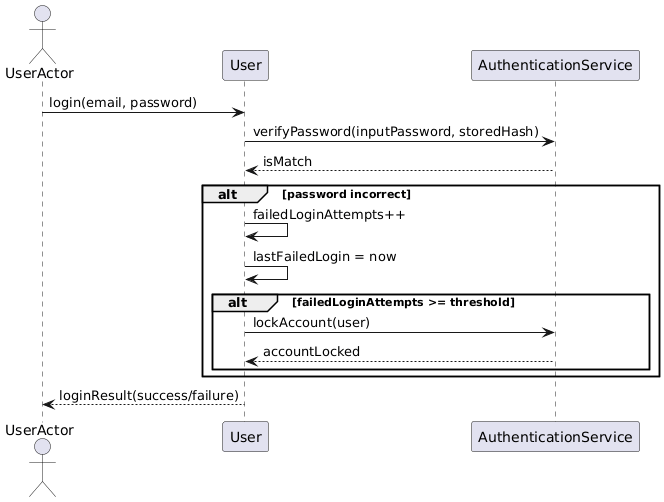 UserActor
User
AuthenticationService
login(email, password)
verifyPassword(inputPassword, storedHash)
isMatch
alt [password incorrect]
failedLoginAttempts++
lastFailedLogin = now
alt [failedLoginAttempts >= threshold]
lockAccount(user)
accountLocked
loginResult(success/failure)
UserActor
User
AuthenticationService